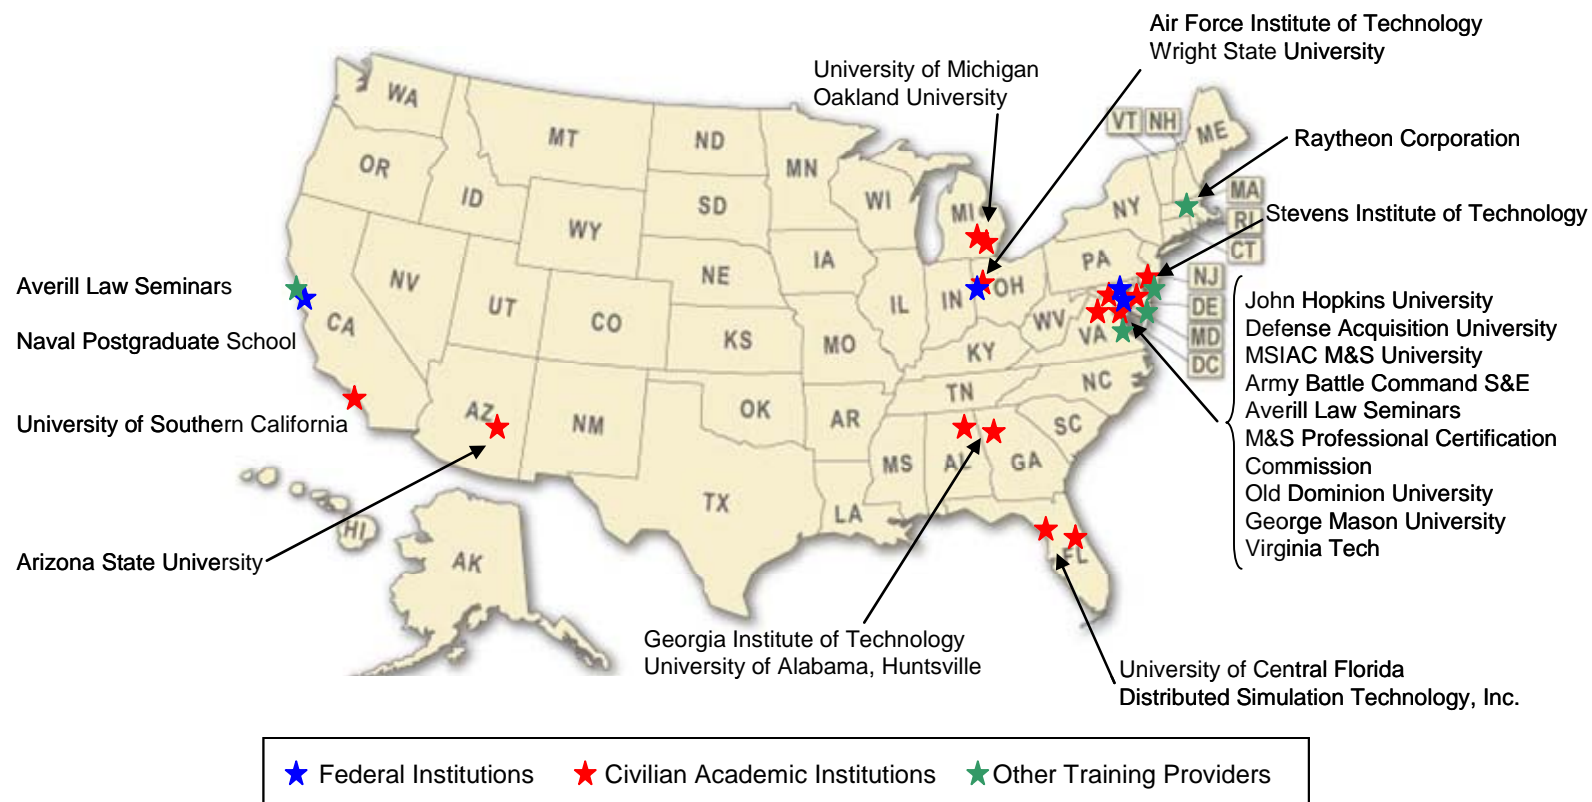 Air Force Institute of Technology
Wright State University
University of Michigan
Oakland University
WA
MT
ND
MN
VT
NH
ME
Raytheon Corporation
OR
ID
SD
WI
MI
NY
MA
Stevens Institute of Technology
RI
CT
WY
IA
PA
NJ
Averill Law Seminars
NV
NE
IL
IN
OH
DE
UT
CO
WV
MD
CA
KS
MO
VA
DC
Naval Postgraduate School
KY
John Hopkins University
Defense Acquisition University
MSIAC M&S University
Army Battle Command S&E
Averill Law Seminars
M&S Professional Certification
Commission
Old Dominion University
George Mason University
Virginia Tech
University of Southern California
AZ
NM
OK
AR
TN
NC
SC
MS
AL
GA
TX
LA
HI
AK
FL
Arizona State University
Georgia Institute of Technology
University of Alabama, Huntsville
University of Central Florida
Distributed Simulation Technology, Inc.
Federal Institutions
Civilian Academic Institutions
Other Training Providers